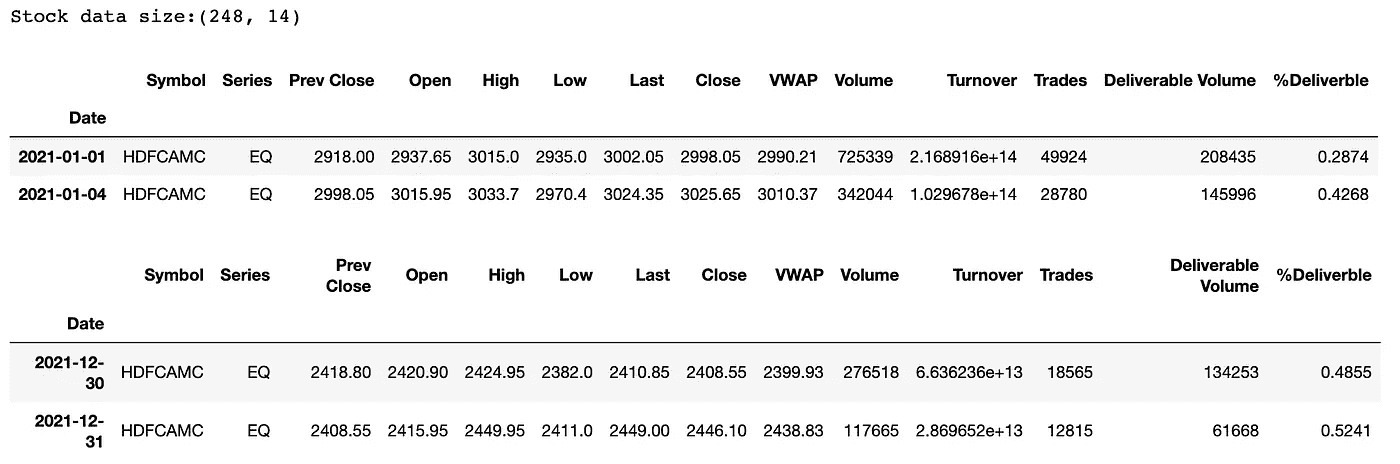 Stock data size:(248, 14)
Symbol Series Prev Close Open High Low Last Close VWAP Volume Turnover Trades Deliverable Volume %Deliverble
Date
2021-01-01 HDFCAMC EQ 2918.00 2937.65 3015.0 2935.0 3002.05 2998.05 2990.21 725339 2.168916e+14 49924 208435 0.2874
2021-01-04 HDFCAMC EQ 2998.05 3015.95 3033.7 2970.4 3024.35 3025.65 3010.37 342044 1.029678e+14 28780 145996 0.4268
Symbol Series Prev Close Open High Low Last Close VWAP Volume Turnover Trades Deliverable Volume %Deliverble
Date
2021-12-30 HDFCAMC EQ 2418.80 2420.90 2424.95 2382.0 2410.85 2408.55 2399.93 276518 6.636236e+13 18565 134253 0.4855
2021-12-31 HDFCAMC EQ 2408.55 2415.95 2449.95 2411.0 2449.00 2446.10 2438.83 117665 2.869652e+13 12815 61668 0.5241